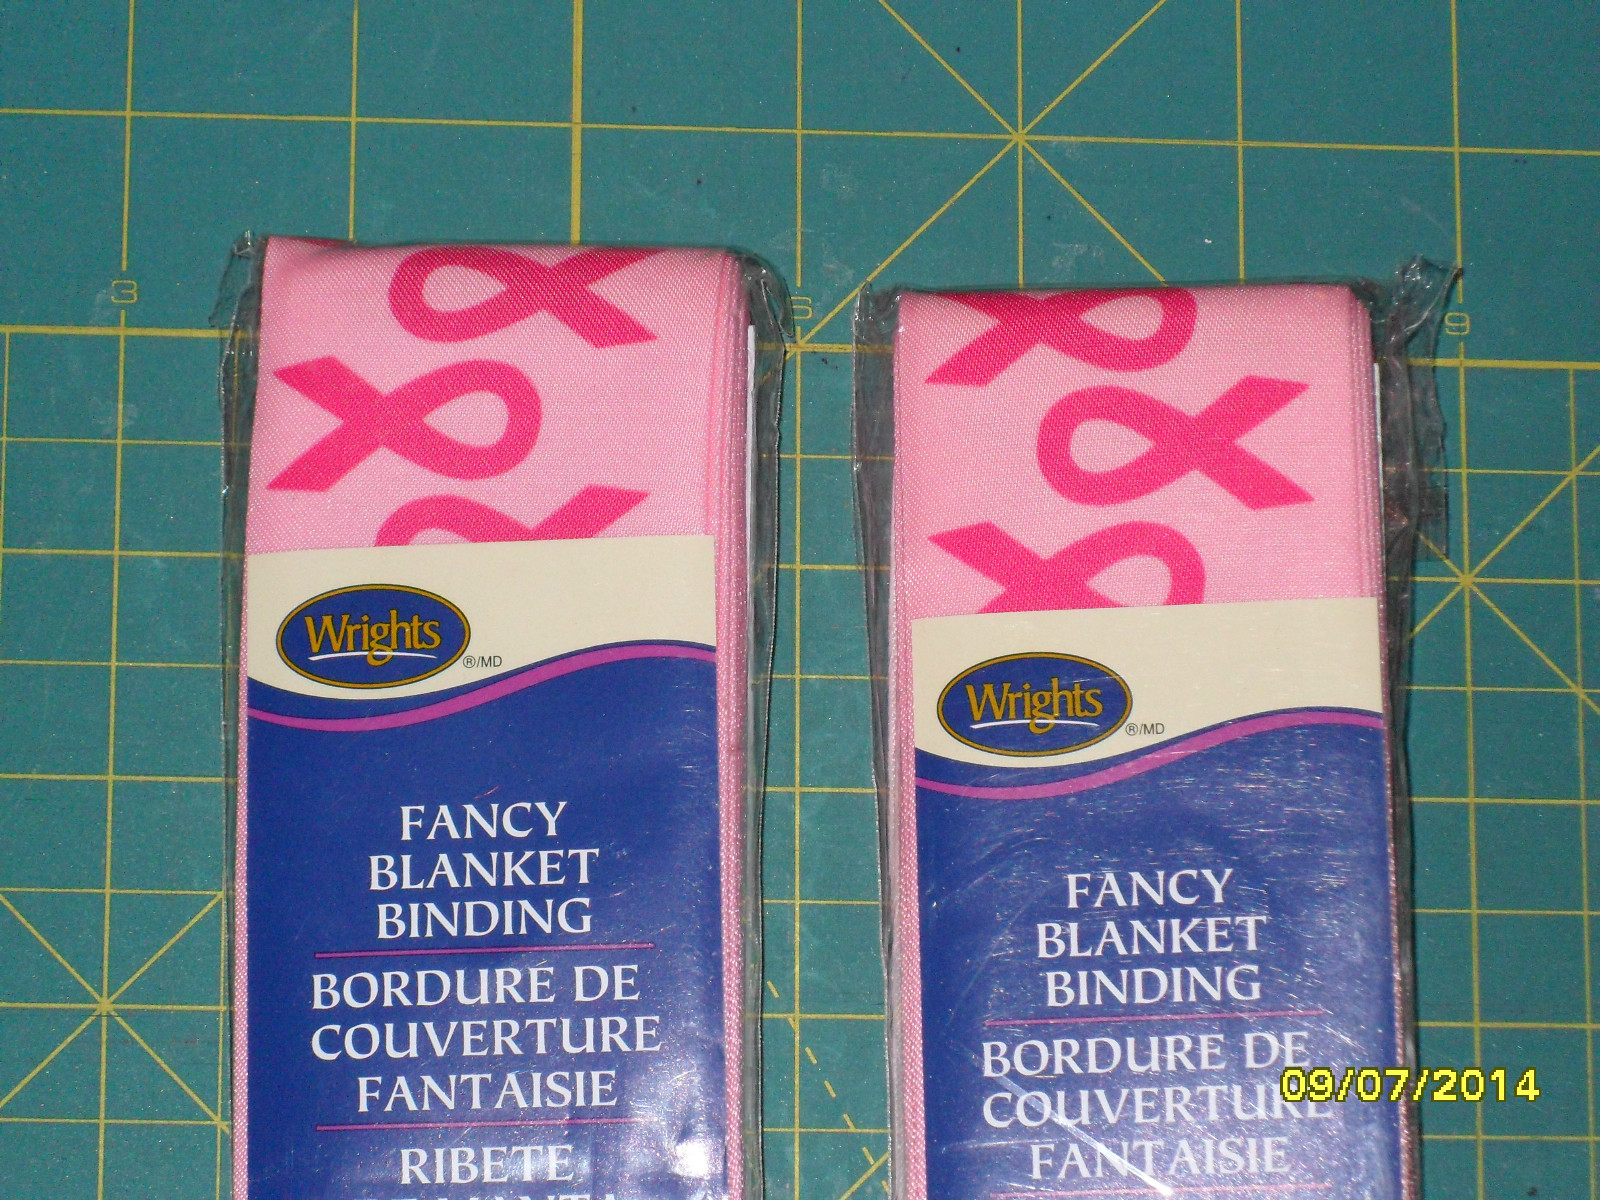 3
6
9
Wrights
®/MD
FANCY
BLANKET
BINDING
BORDURE DE
COUVERTURE
FANTAISIE
RIBETE
Wrights
®/MD
FANCY
BLANKET
BINDING
BORDURE DE
COUVERTURE
FANTAISIE
09/07/2014